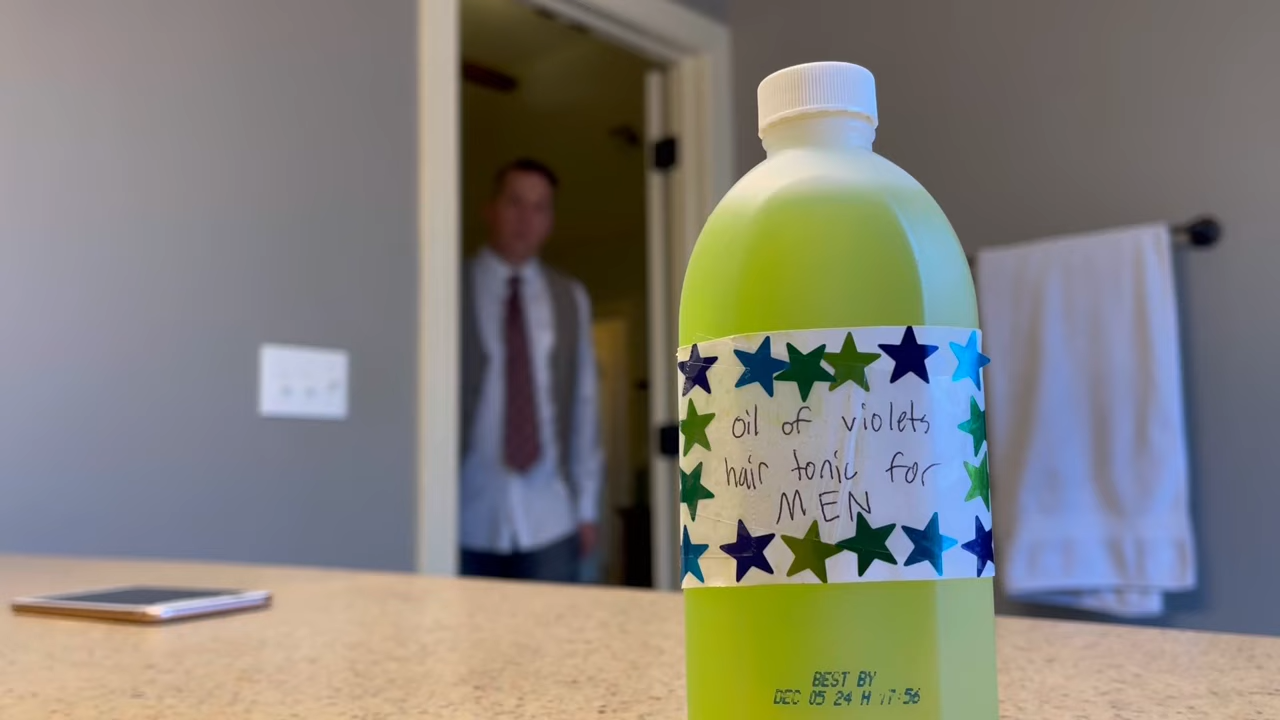 oil of violets
hair tonic for
MEN
BEST BY
DEC 05 24 H 17:56